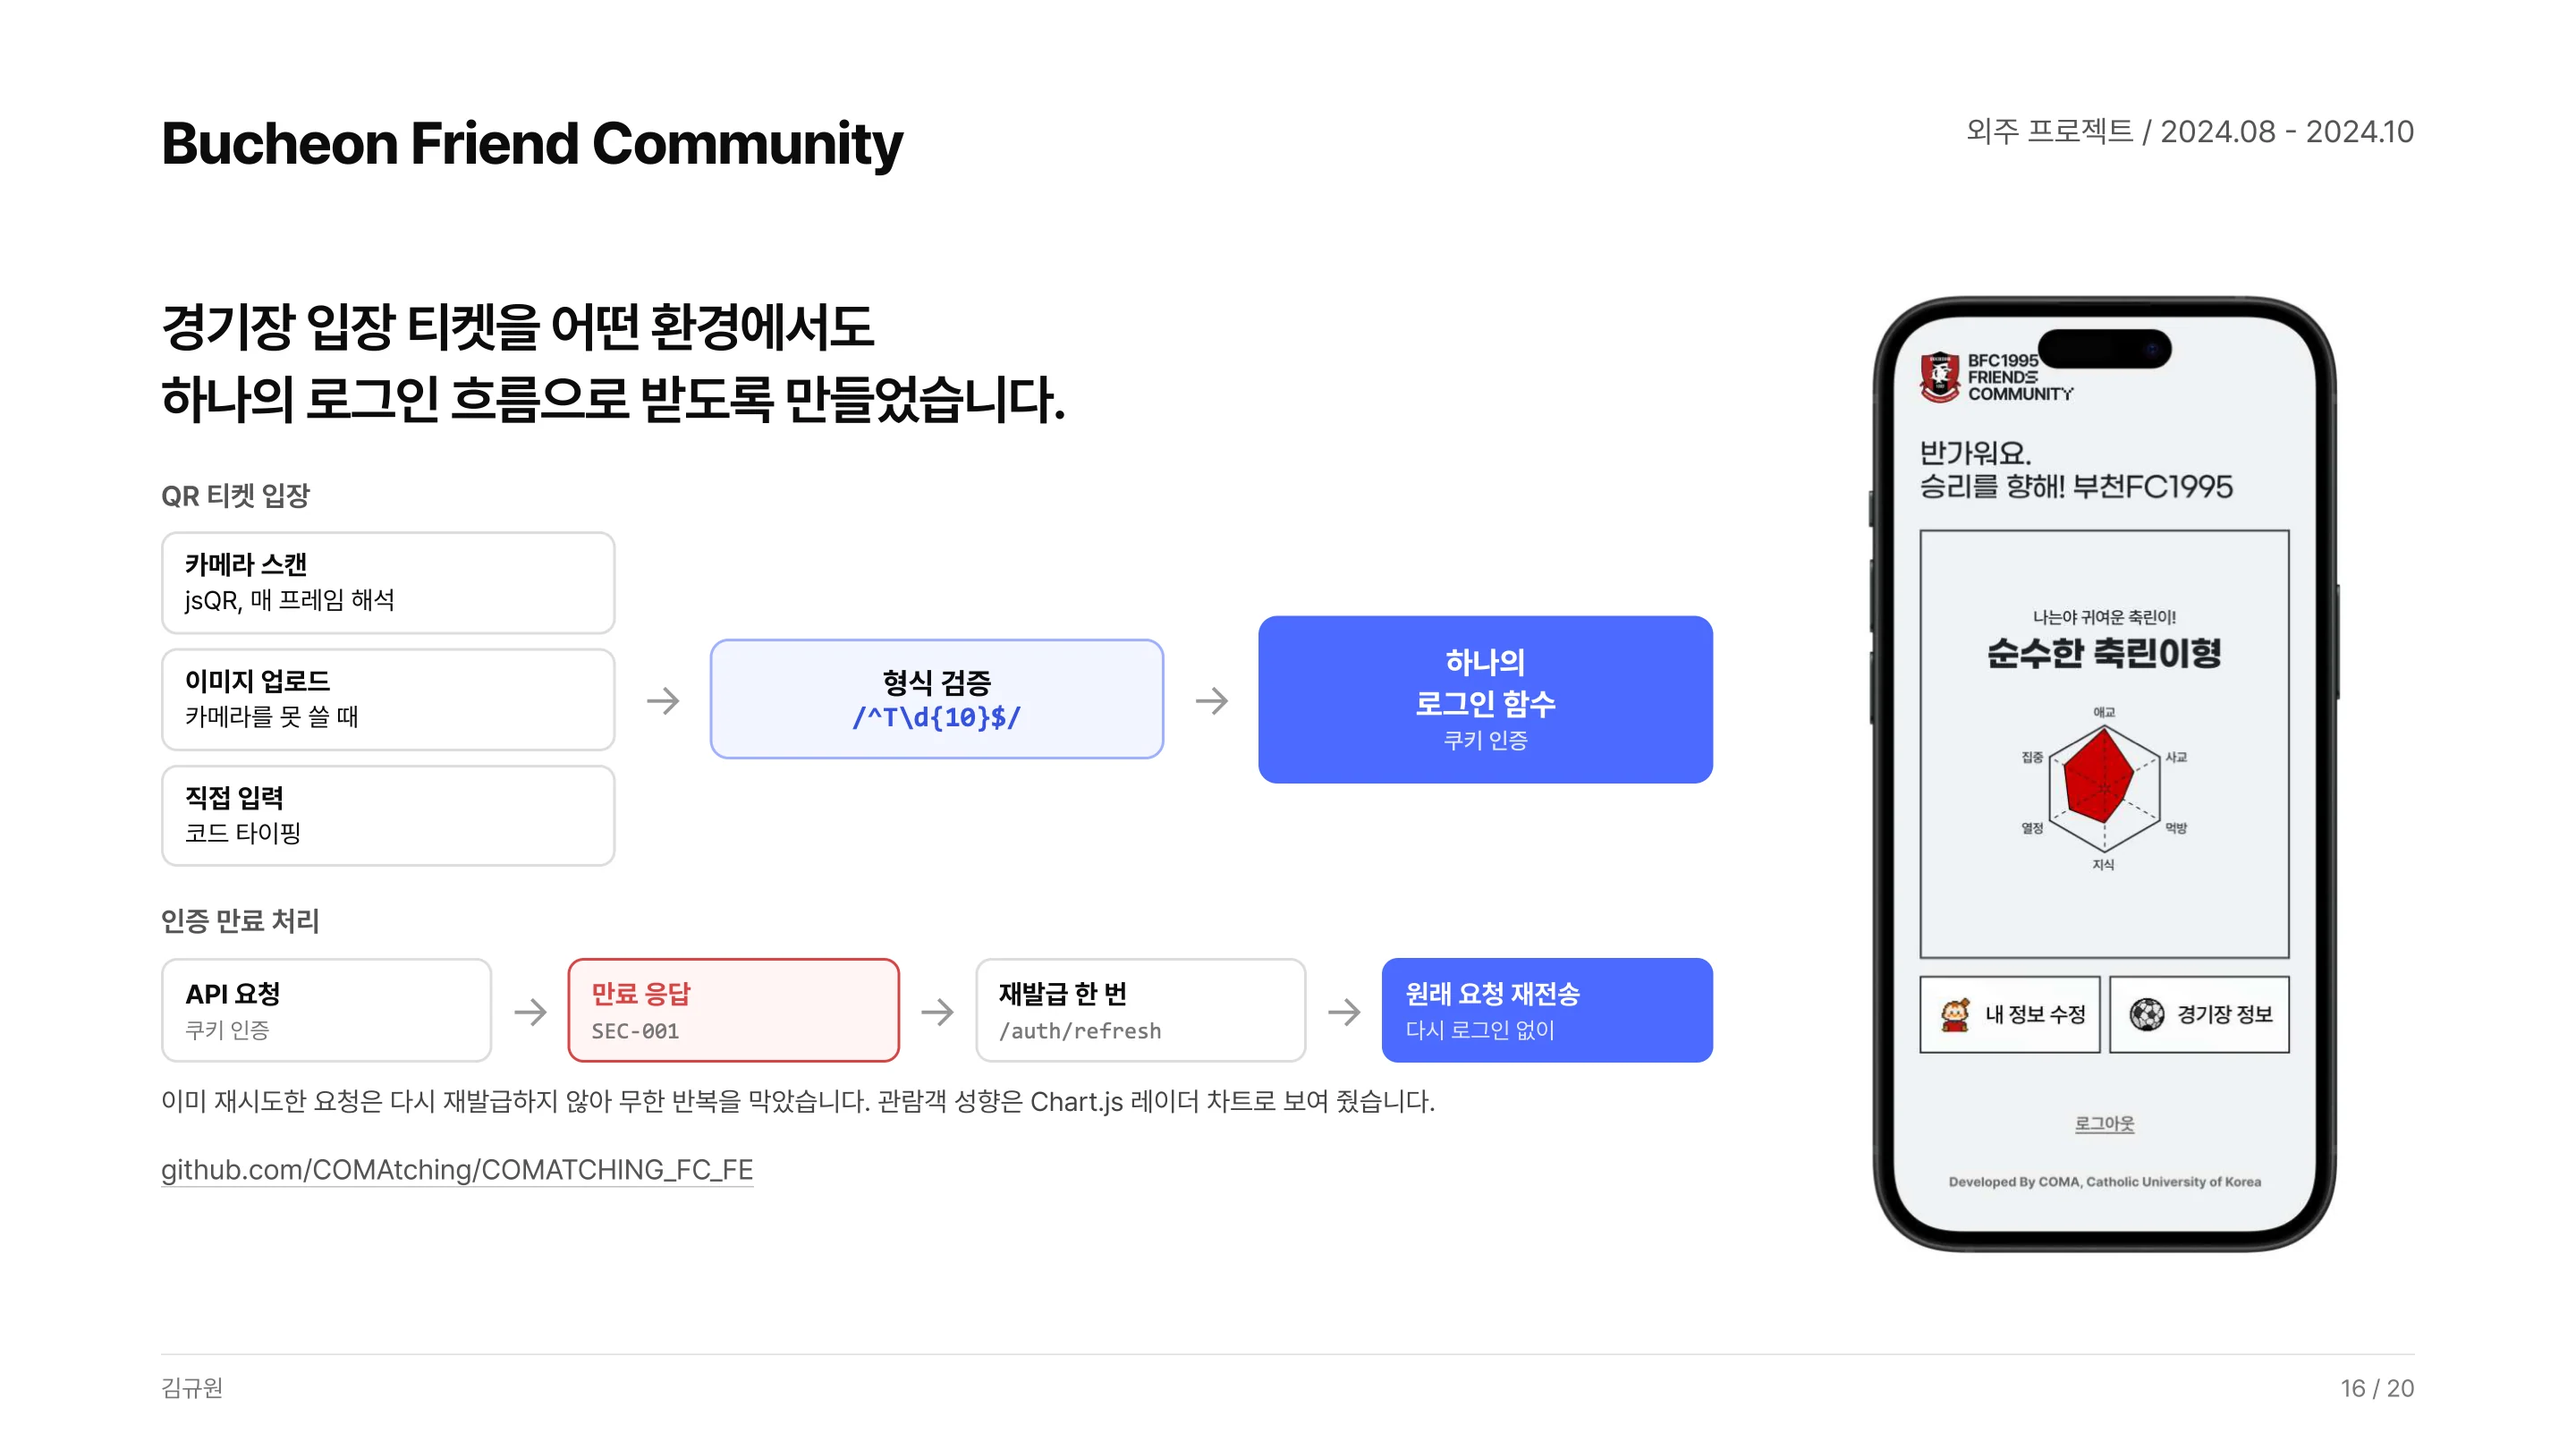 Bucheon Friend Community
외주 프로젝트 / 2024.08 - 2024.10
경기장 입장 티켓을 어떤 환경에서도
하나의 로그인 흐름으로 받도록 만들었습니다.
QR 티켓 입장
카메라 스캔
jsQR, 매 프레임 해석
이미지 업로드
카메라를 못 쓸 때
직접 입력
코드 타이핑
→
형식 검증
/^T\d{10}$/
→
하나의
로그인 함수
쿠키 인증
인증 만료 처리
API 요청
쿠키 인증
→
만료 응답
SEC-001
→
재발급 한 번
/auth/refresh
→
원래 요청 재전송
다시 로그인 없이
이미 재시도한 요청은 다시 재발급하지 않아 무한 반복을 막았습니다. 관람객 성향은 Chart.js 레이더 차트로 보여 줬습니다.
github.com/COMAtching/COMATCHING_FC_FE
BFC1995
FRIENDS
COMMUNITY
반가워요.
승리를 향해! 부천FC1995
나는야 귀여운 축린이!
순수한 축린이형
애교
집중
사교
열정
먹방
지식
내 정보 수정
경기장 정보
로그아웃
Developed By COMA, Catholic University of Korea
김규원
16 / 20